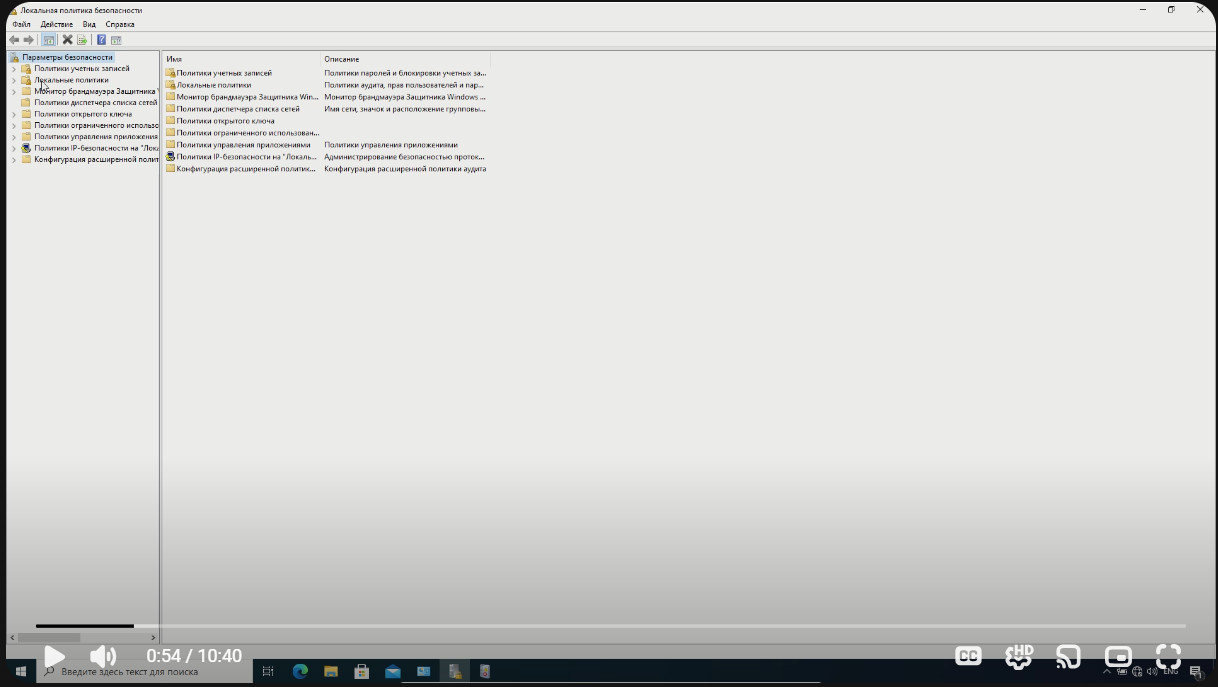 Локальная политика безопасности
Файл Действие Вид Справка
Параметры безопасности
Политики учетных записей
Локальные политики
Монитор брандмауэра Защитника
Политики диспетчера списка сетей
Политики открытого ключа
Политики ограниченного использо
Политики управления приложения
Политики IP-безопасности на "Лока
Конфигурация расширенной полит
Имя Описание
Политики учетных записей Политики паролей и блокировки учетных за...
Локальные политики Политики аудита, прав пользователей и пар...
Монитор брандмауэра Защитника Win... Монитор брандмауэра Защитника Windows ...
Политики диспетчера списка сетей Имя сети, значок и расположение групповы...
Политики открытого ключа
Политики ограниченного использован...
Политики управления приложениями Политики управления приложениями
Политики IP-безопасности на "Локаль... Администрирование безопасностью проток...
Конфигурация расширенной политик... Конфигурация расширенной политики аудита
0:54 / 10:40
CC HD
Введите здесь текст для поиска
ENG